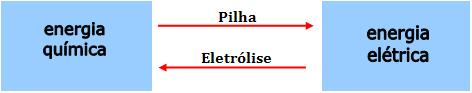 energia
química
Pilha
Eletrólise
energia
elétrica